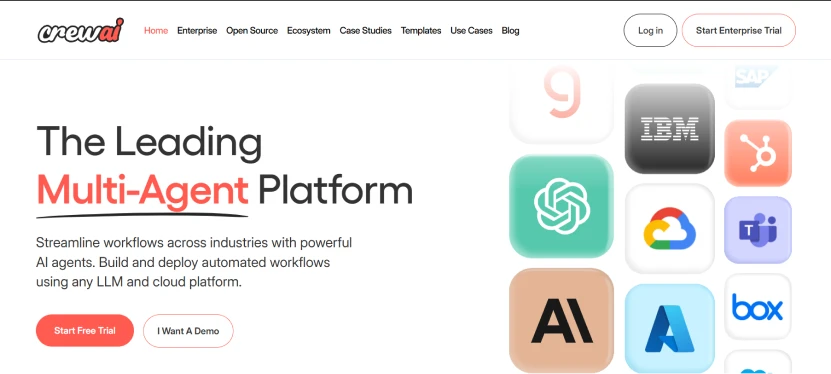 crewai
Home Enterprise Open Source Ecosystem Case Studies Templates Use Cases Blog
Log in
Start Enterprise Trial
The Leading
Multi-Agent Platform
Streamline workflows across industries with powerful
AI agents. Build and deploy automated workflows
using any LLM and cloud platform.
Start Free Trial
I Want A Demo
g
SAP
IBM
T
AI
box